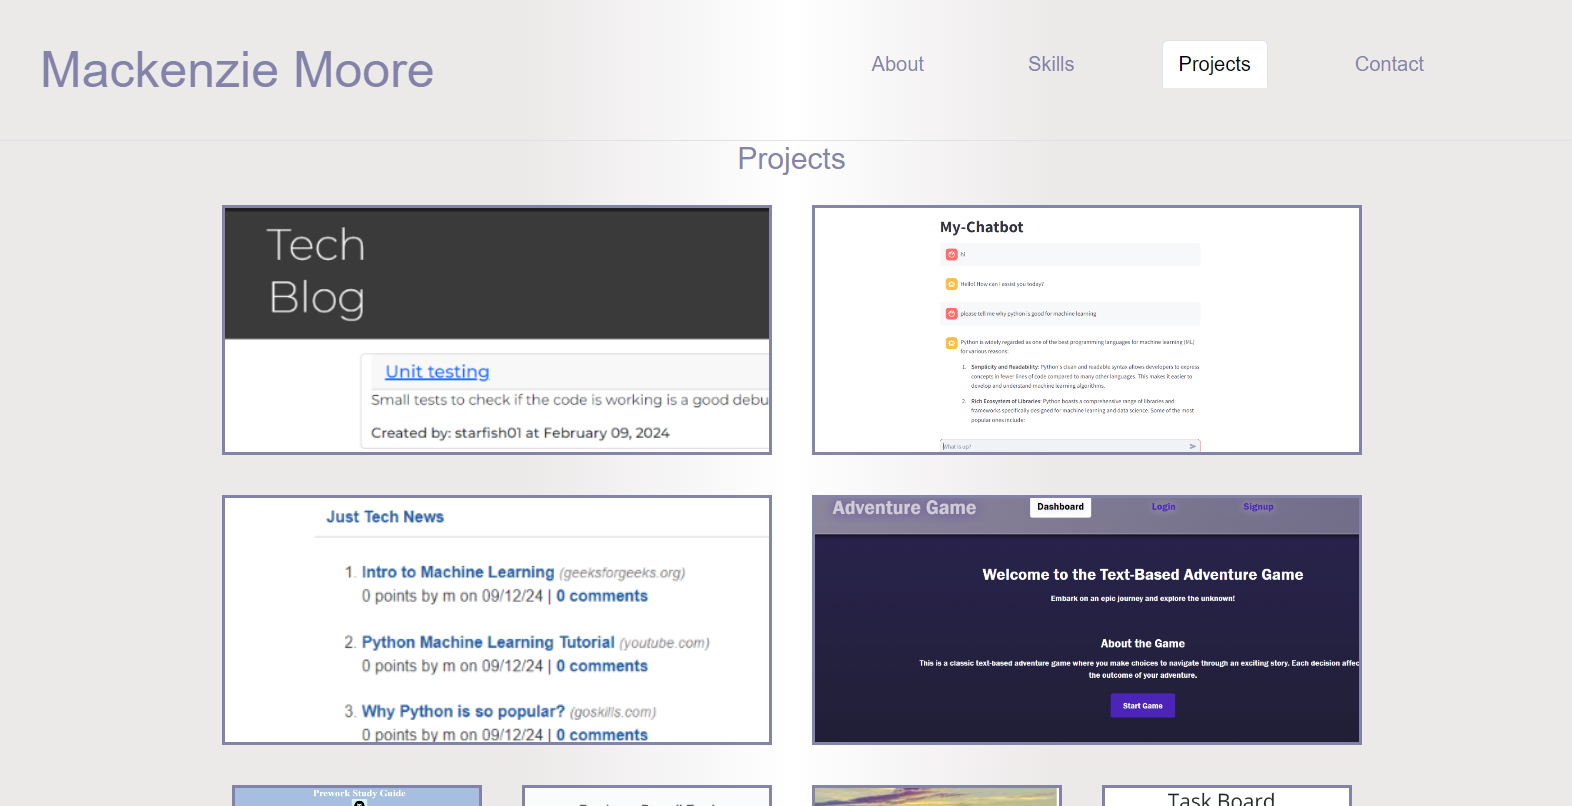 Mackenzie Moore
About
Skills
Projects
Contact
Projects
Tech
Blog
Unit testing
Small tests to check if the code is working is a good debu
Created by: starfish01 at February 09, 2024
My-Chatbot
hi
Hello! How can I assist you today?
please tell me why python is good for machine learning
Python is widely regarded as one of the best programming languages for machine learning (ML)
for various reasons:
1. Simplicity and Readability: Python's clean and readable syntax allows developers to express
concepts in fewer lines of code compared to many other languages. This makes it easier to
develop and understand machine learning algorithms.
2. Rich Ecosystem of Libraries: Python boasts a comprehensive range of libraries and
frameworks specifically designed for machine learning and data science. Some of the most
popular ones include:
What is up?
Just Tech News
1. Intro to Machine Learning (geeksforgeeks.org)
0 points by m on 09/12/24 | 0 comments
2. Python Machine Learning Tutorial (youtube.com)
0 points by m on 09/12/24 | 0 comments
3. Why Python is so popular? (goskills.com)
0 points by m on 09/12/24 | 0 comments
Adventure Game
Dashboard
Login
Signup
Welcome to the Text-Based Adventure Game
Embark on an epic journey and explore the unknown!
About the Game
This is a classic text-based adventure game where you make choices to navigate through an exciting story. Each decision affec
the outcome of your adventure.
Start Game
Prework Study Guide
Task Board